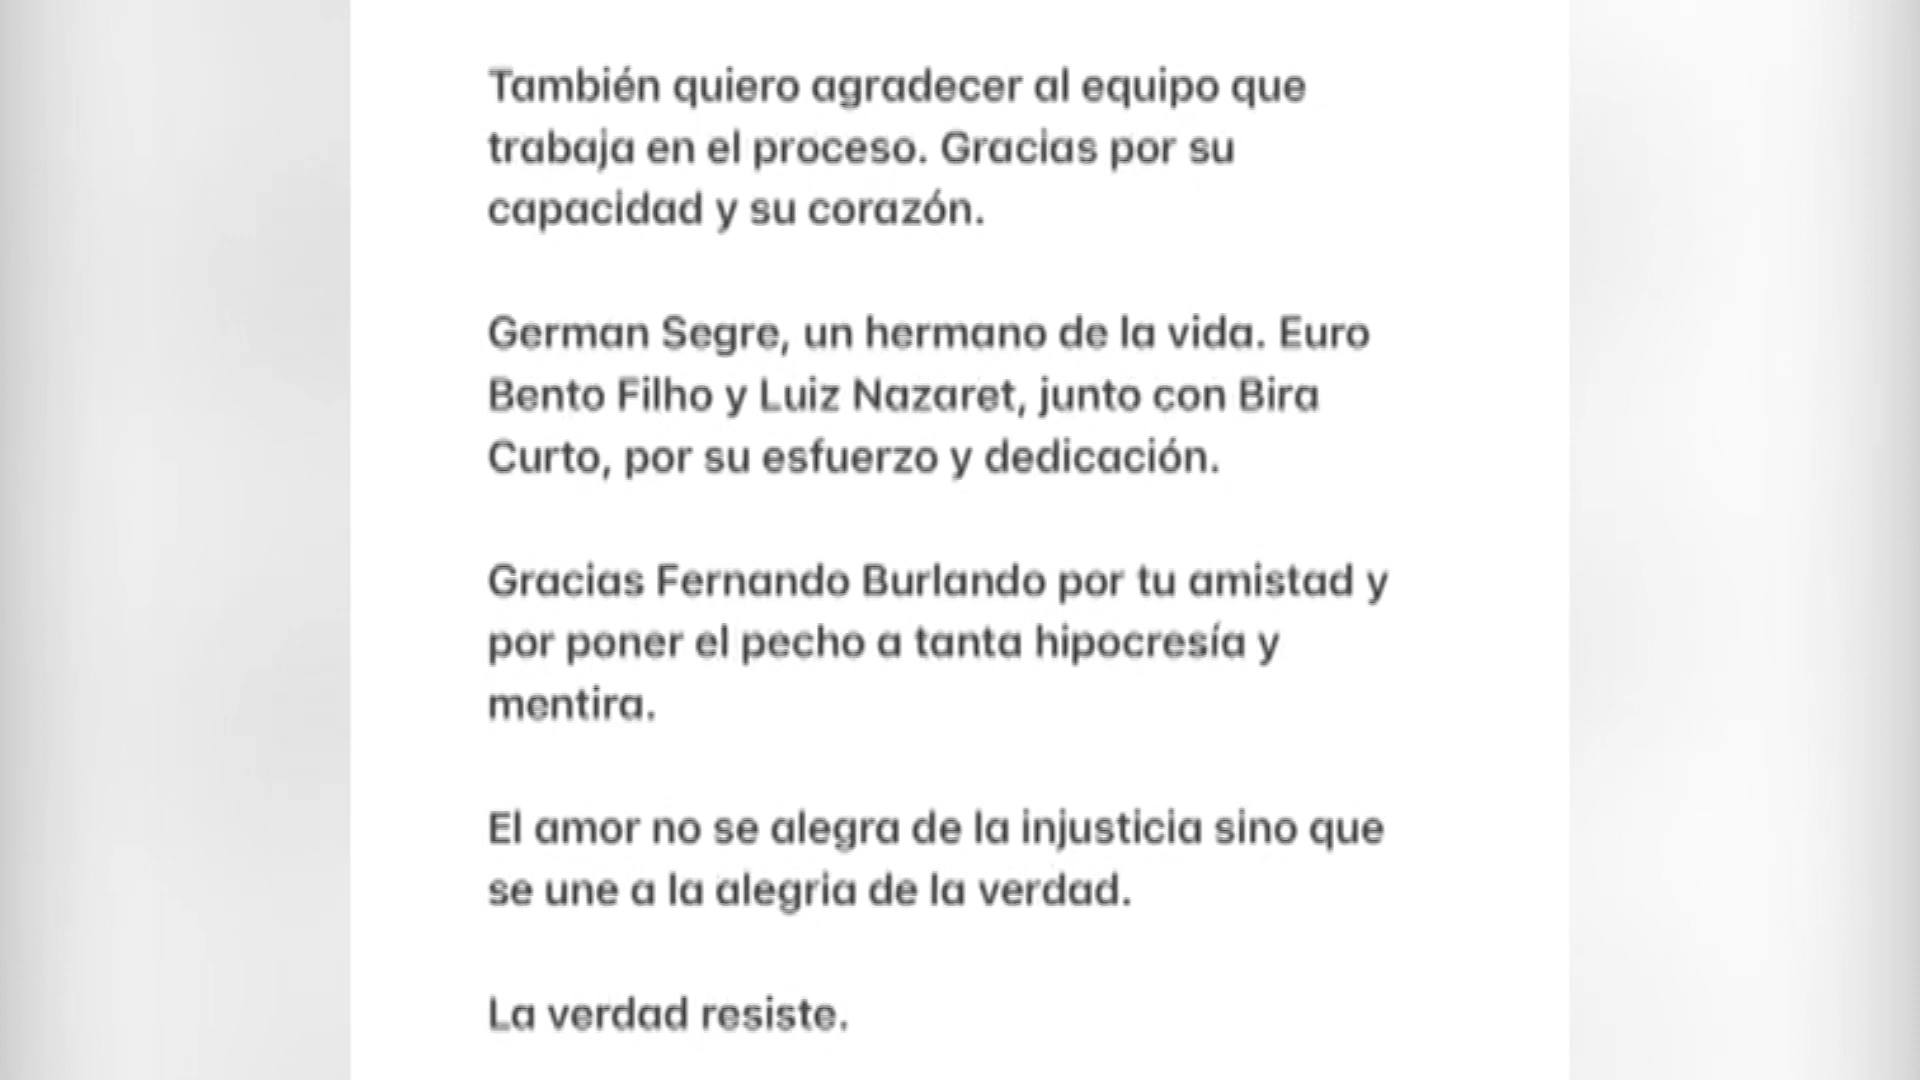 También quiero agradecer al equipo que
trabaja en el proceso. Gracias por su
capacidad y su corazón.
German Segre, un hermano de la vida. Euro
Bento Filho y Luiz Nazaret, junto con Bira
Curto, por su esfuerzo y dedicación.
Gracias Fernando Burlando por tu amistad y
por poner el pecho a tanta hipocresía y
mentira.
El amor no se alegra de la injusticia sino que
se une a la alegria de la verdad.
La verdad resiste.